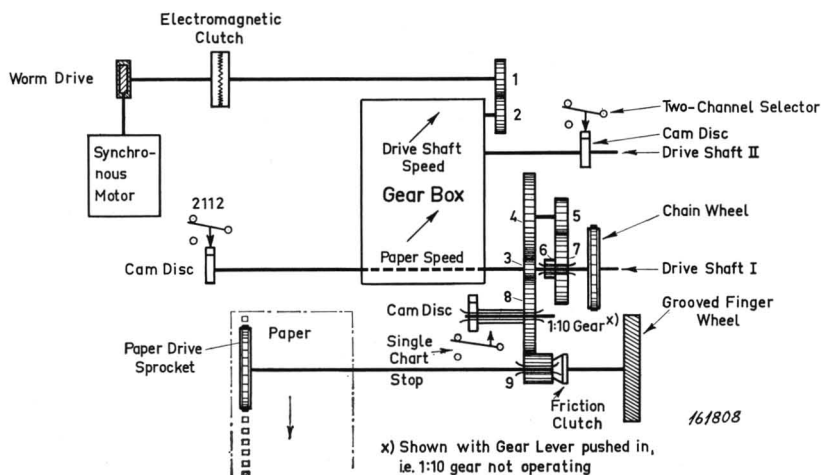 Electromagnetic
Clutch
Worm Drive
1
2
Two-Channel Selector
Cam Disc
Drive Shaft II
Synchro-
nous
Motor
Drive Shaft
Speed
Gear Box
Paper Speed
2112
Cam Disc
4
5
3
6
7
8
Chain Wheel
Drive Shaft I
Cam Disc
1:10 Gear x)
Grooved Finger
Wheel
Paper
Paper Drive
Sprocket
Single
Chart
Stop
9
Friction
Clutch
161808
x) Shown with Gear Lever pushed in,
i.e. 1:10 gear not operating